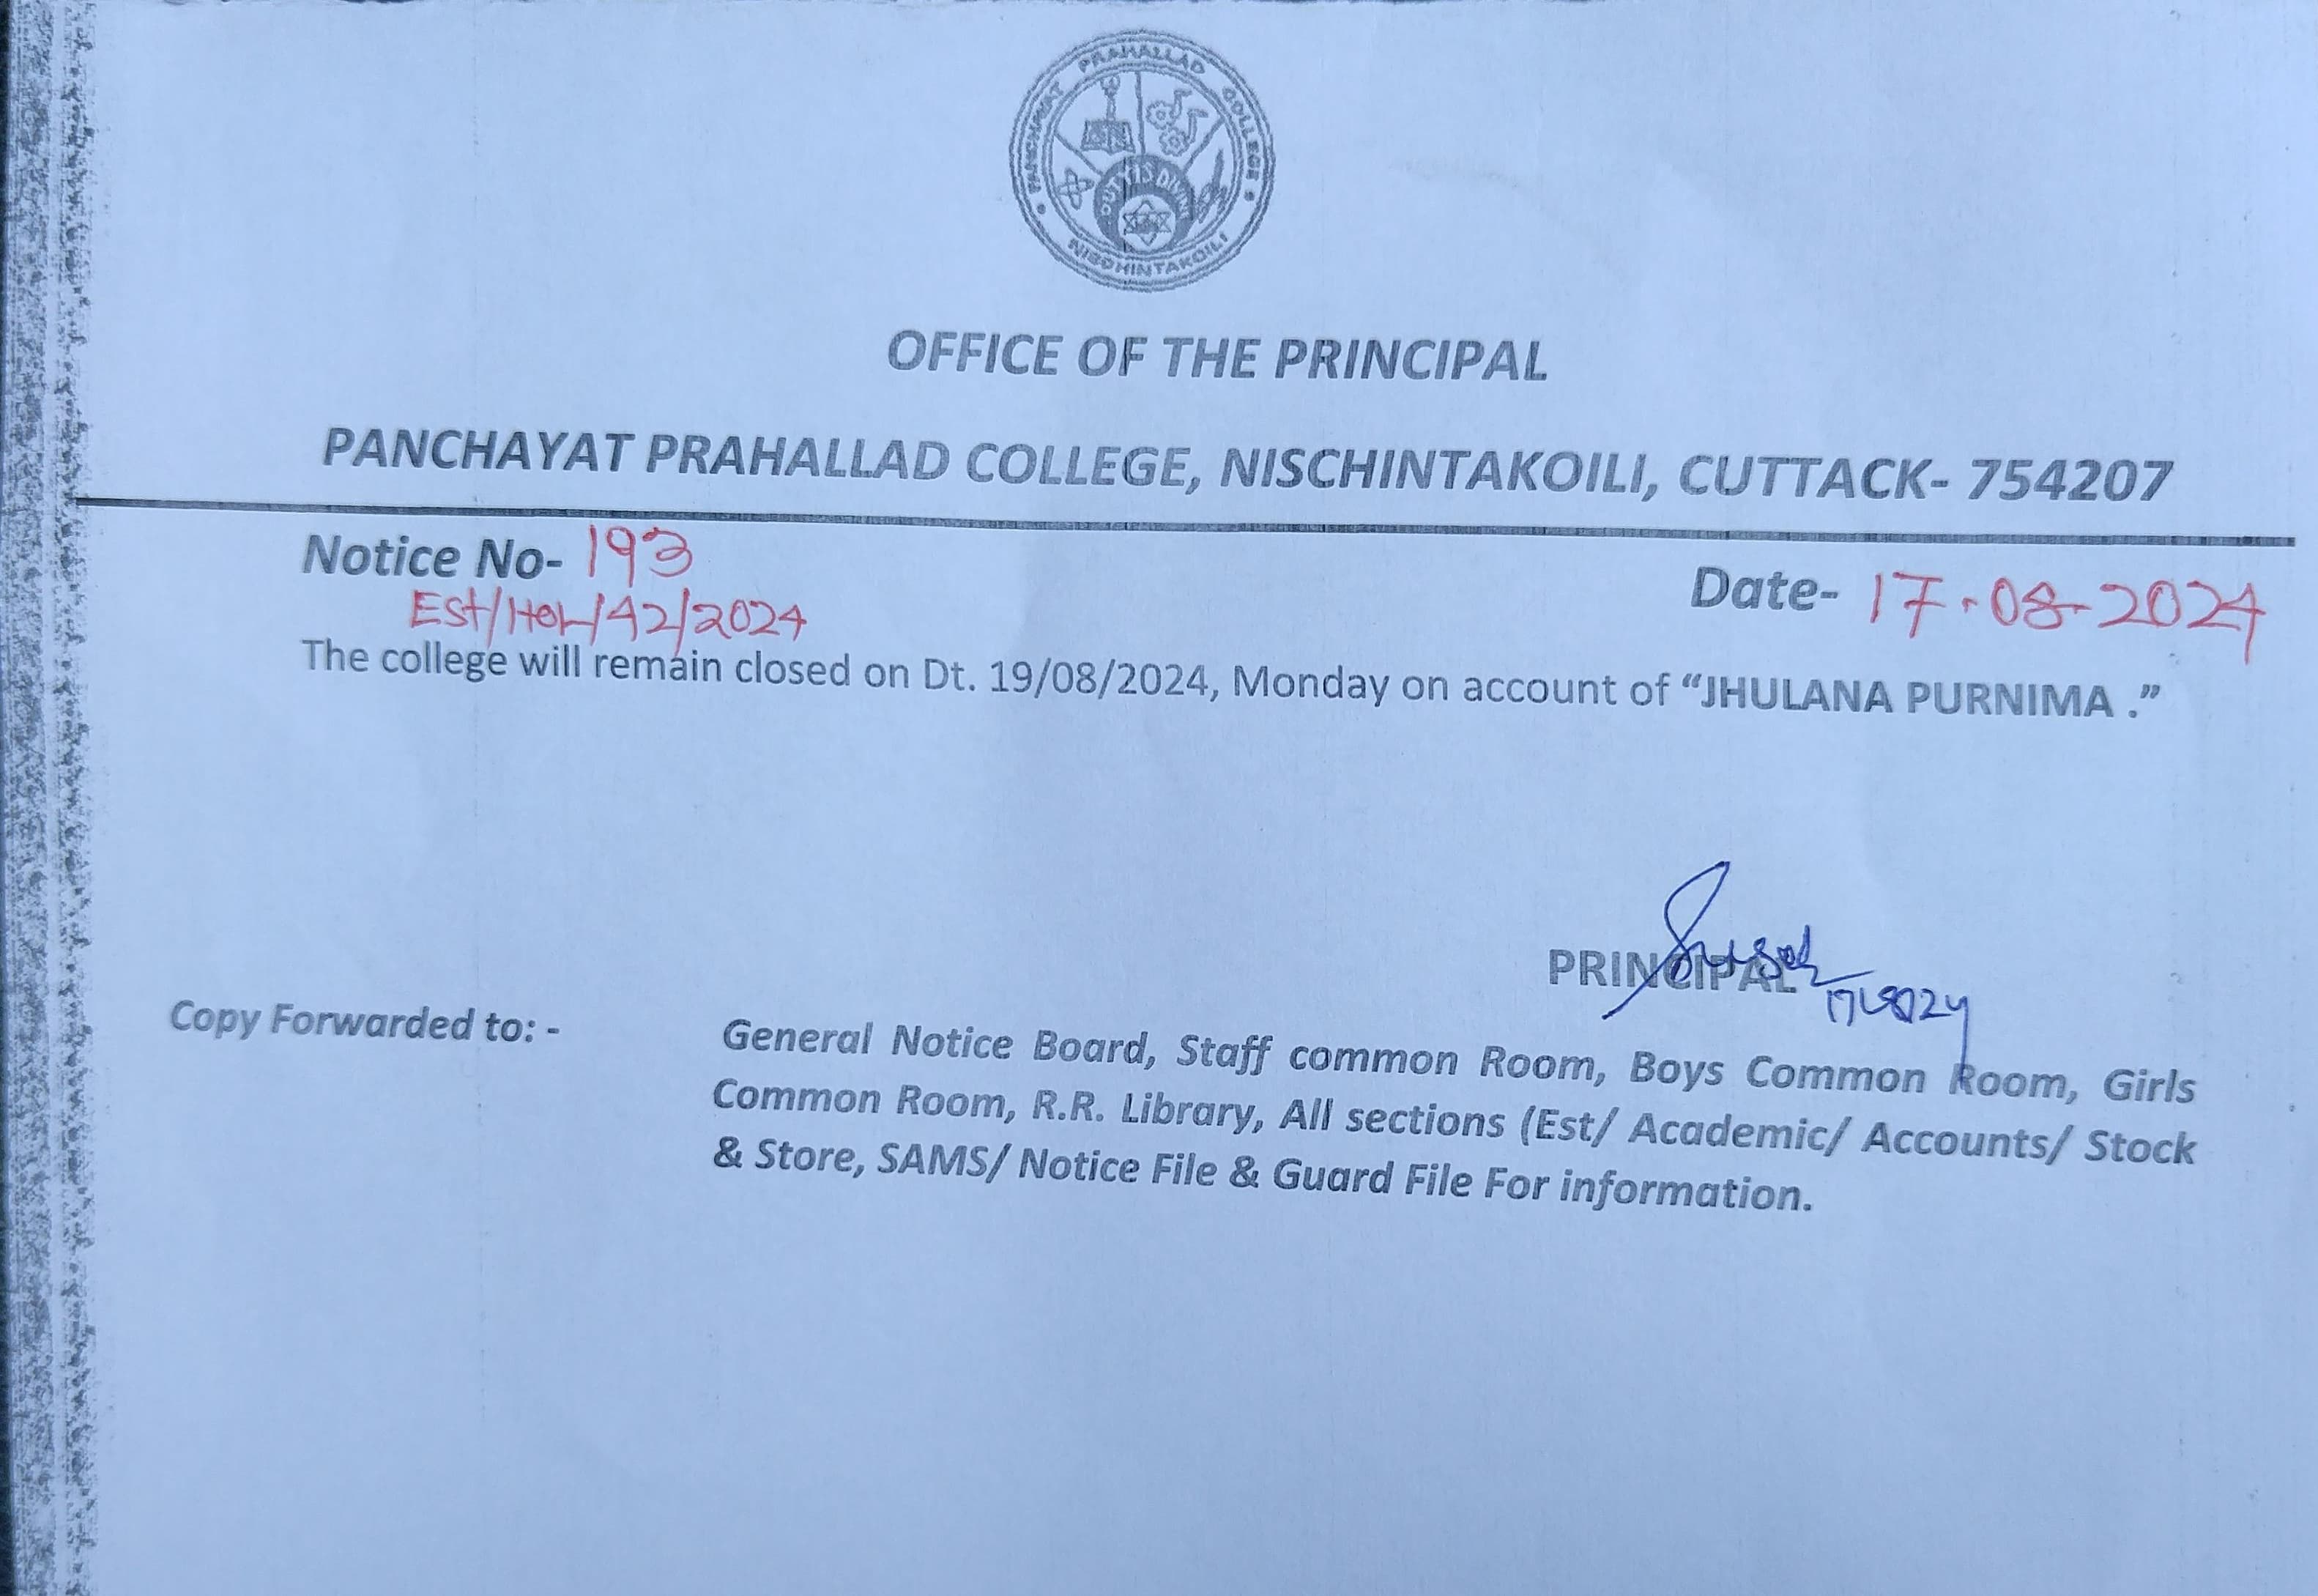 PANCHAYAT PRAHALLAD COLLEGE
DUTY IS DIVINE
NISCHINTAKOILI
OFFICE OF THE PRINCIPAL
PANCHAYAT PRAHALLAD COLLEGE, NISCHINTAKOILI, CUTTACK- 754207
Notice No- 193
Date- 17-08-2024
Est/Hol/42/2024
The college will remain closed on Dt. 19/08/2024, Monday on account of “JHULANA PURNIMA .”
PRINCIPAL
Copy Forwarded to: -
General Notice Board, Staff common Room, Boys Common Room, Girls
Common Room, R.R. Library, All sections (Est/ Academic/ Accounts/ Stock
& Store, SAMS/ Notice File & Guard File For information.